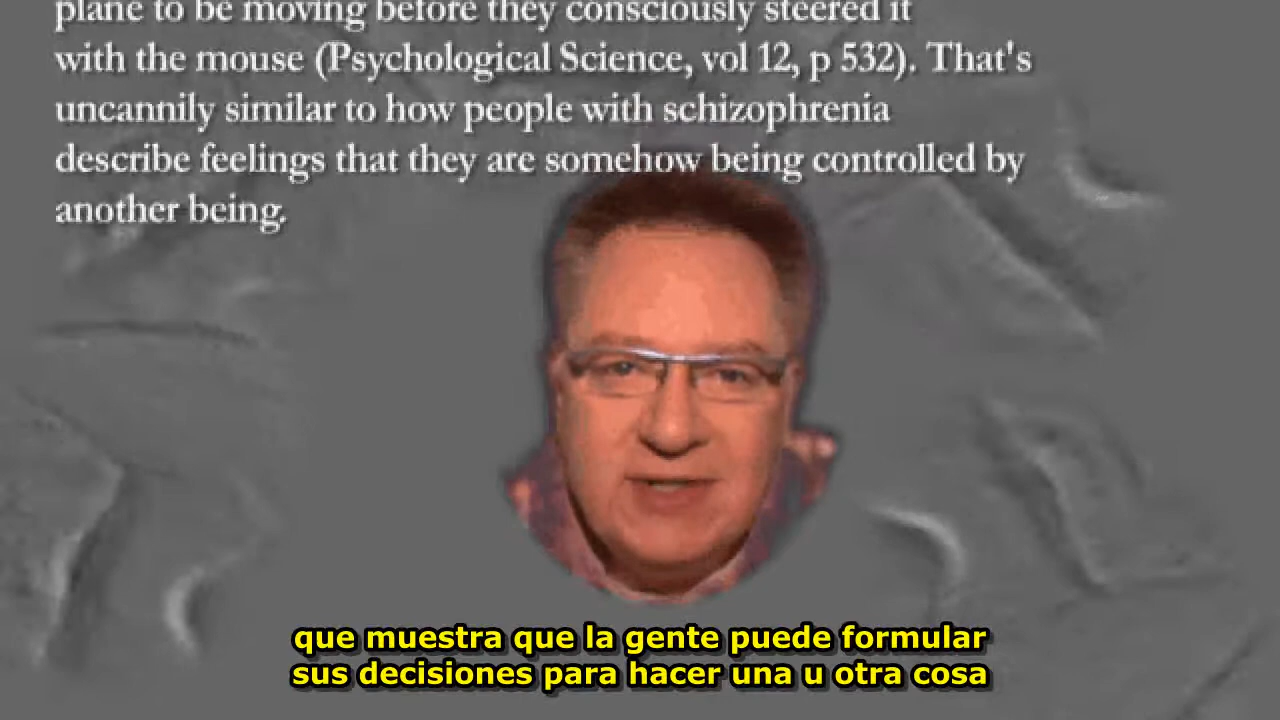 plane to be moving before they consciously steered it
with the mouse (Psychological Science, vol 12, p 532). That's
uncannily similar to how people with schizophrenia
describe feelings that they are somehow being controlled by
another being.
que muestra que la gente puede formular
sus decisiones para hacer una u otra cosa